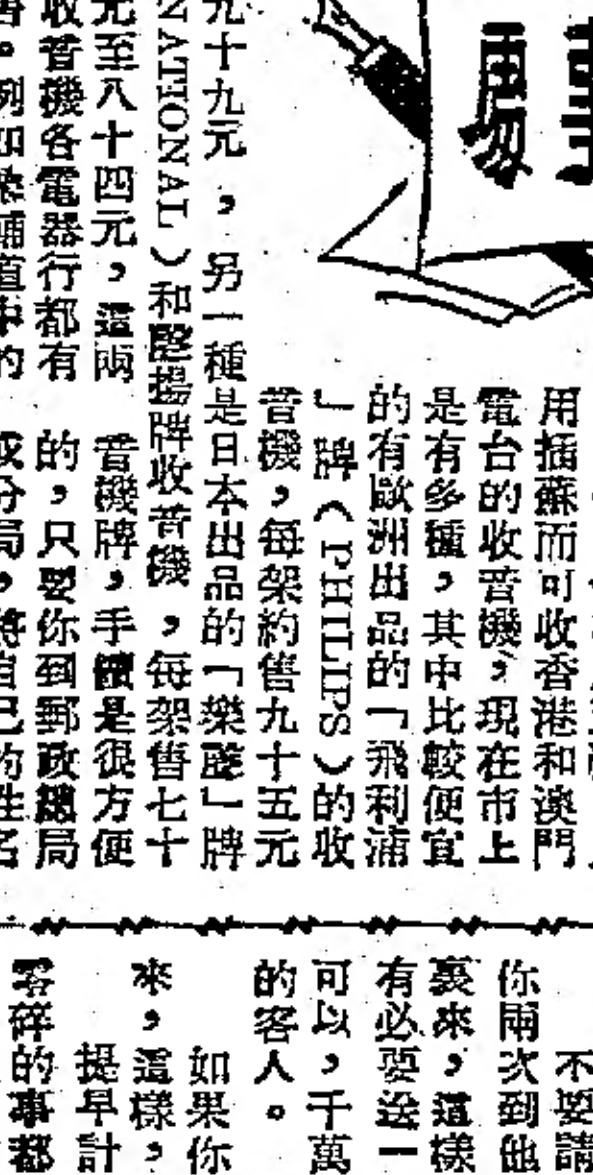 用插蘇而可收香港和澳門
電台的收音機，現在市上
是有多種，其中比較便宜
的有歐洲出品的「飛利浦
」牌（PHILIPS）的收
音機，每架約售九十五元
九十九元，另一種是日本出品的「樂聲」牌
NATIONAL）和揚牌收音機，每架售七十
元至八十四元，這兩
收音機各電器行都有
售。例如德輔道中的
音機牌，手續是很方便
的，只要你到郵政總局
或分局，將自己的姓名
不要請
你兩次到他
裏來，這樣
有必要送一
可以，千萬
的客人。
如果你
來，這樣，
提早計
零碎的事都